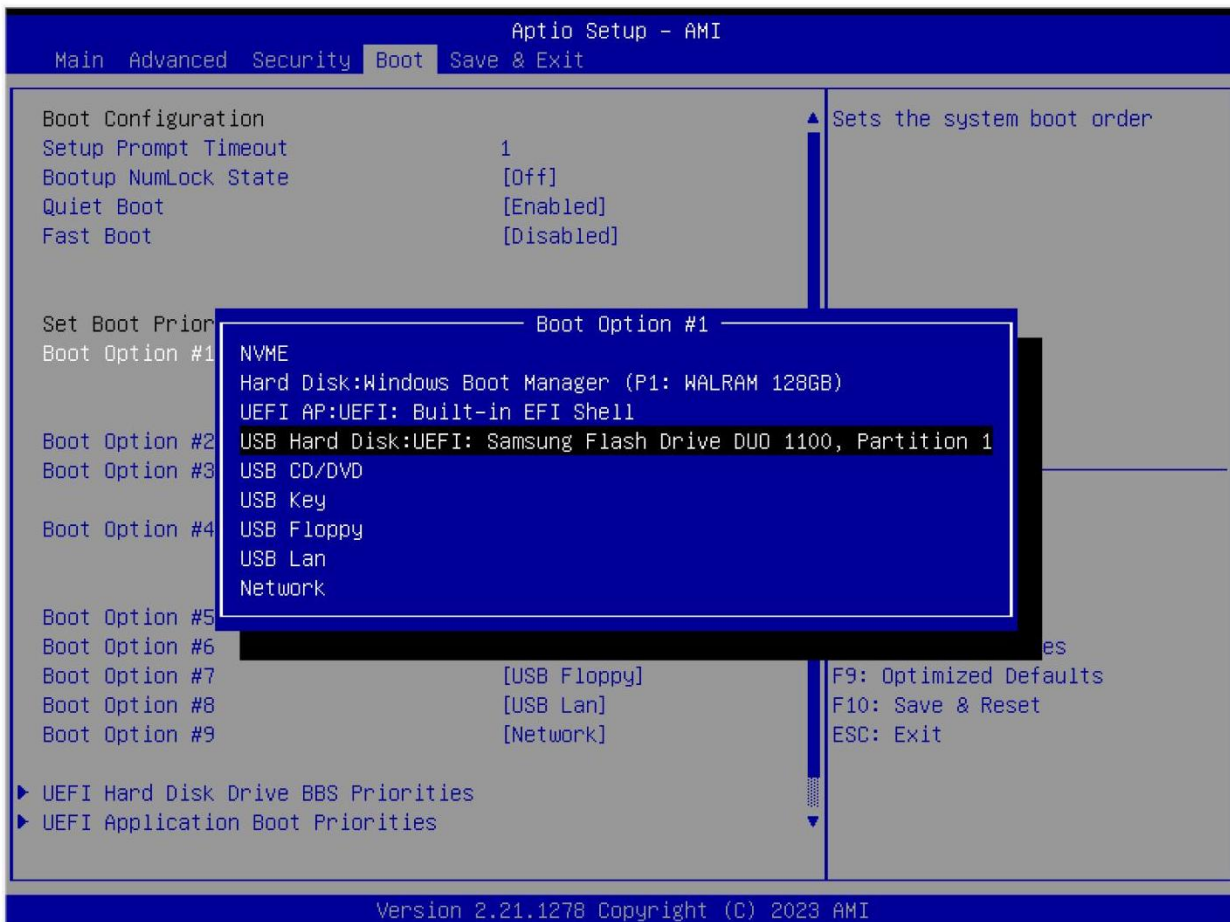 Aptio Setup – AMI
Main Advanced Security Boot Save & Exit
Boot Configuration
Setup Prompt Timeout 1
Bootup NumLock State [Off]
Quiet Boot [Enabled]
Fast Boot [Disabled]
Sets the system boot order
Set Boot Prior
Boot Option #1
Boot Option #1
NVME
Hard Disk:Windows Boot Manager (P1: WALRAM 128GB)
UEFI AP:UEFI: Built-in EFI Shell
USB Hard Disk:UEFI: Samsung Flash Drive DUO 1100, Partition 1
USB CD/DVD
USB Key
USB Floppy
USB Lan
Network
Boot Option #2
Boot Option #3
Boot Option #4
Boot Option #5
Boot Option #6
Boot Option #7 [USB Floppy]
Boot Option #8 [USB Lan]
Boot Option #9 [Network]
es
F9: Optimized Defaults
F10: Save & Reset
ESC: Exit
UEFI Hard Disk Drive BBS Priorities
UEFI Application Boot Priorities
Version 2.21.1278 Copyright (C) 2023 AMI